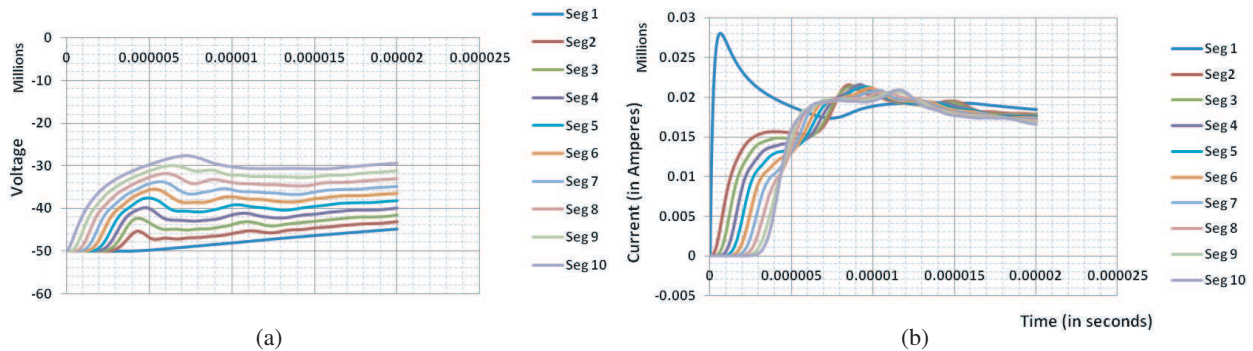 Millions
Voltage
0
-10
-20
-30
-40
-50
-60
0
0.000005
0.00001
0.000015
0.00002
0.000025
Seg 1
Seg2
Seg 3
Seg 4
Seg 5
Seg 6
Seg 7
Seg 8
Seg 9
Seg 10
(a)
Millions
Current (in Amperes)
0.03
0.025
0.02
0.015
0.01
0.005
0
-0.005
0
0.000005
0.00001
0.000015
0.00002
0.000025
Time (in seconds)
Seg 1
Seg2
Seg 3
Seg 4
Seg 5
Seg 6
Seg 7
Seg 8
Seg 9
Seg 10
(b)